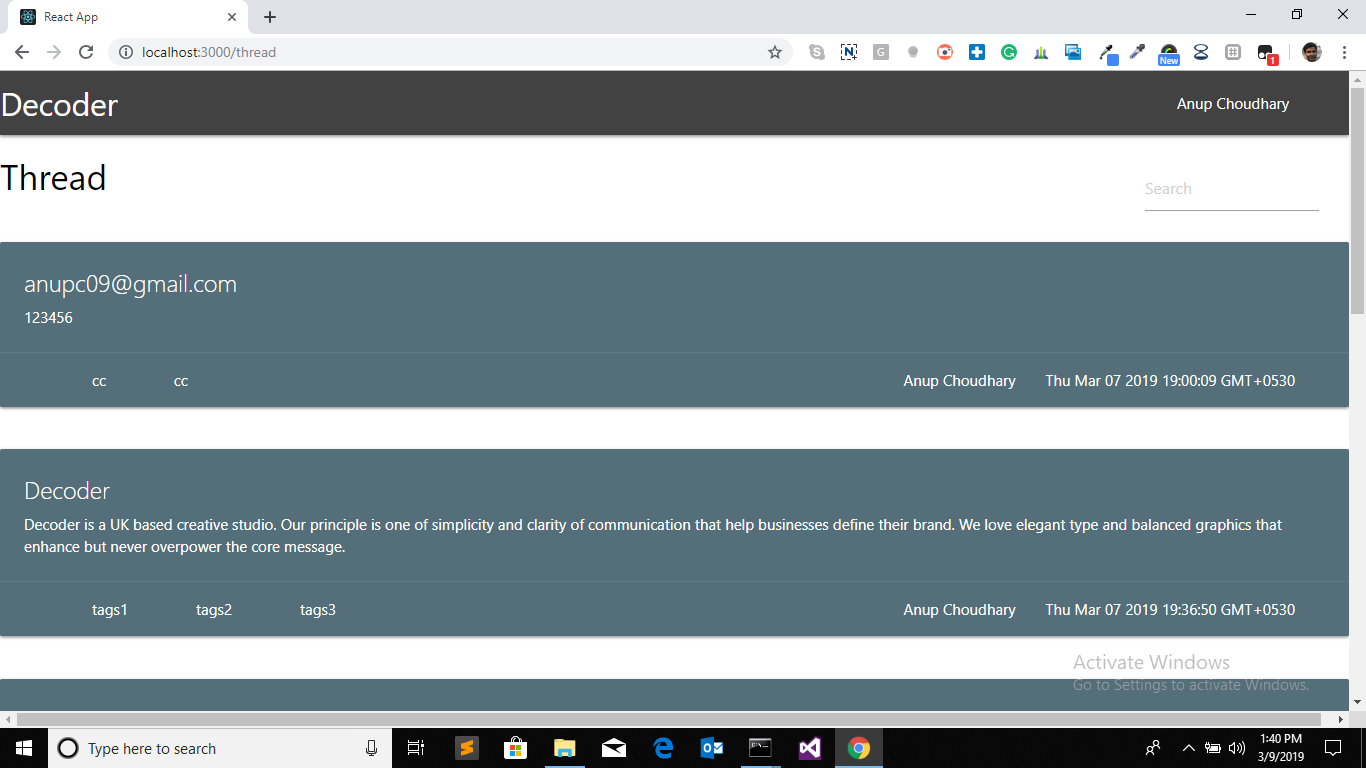 React App
localhost:3000/thread
New
1
Decoder
Anup Choudhary
Thread
Search
anupc09@gmail.com
123456
cc cc Anup Choudhary Thu Mar 07 2019 19:00:09 GMT+0530
Decoder
Decoder is a UK based creative studio. Our principle is one of simplicity and clarity of communication that help businesses define their brand. We love elegant type and balanced graphics that
enhance but never overpower the core message.
tags1 tags2 tags3 Anup Choudhary Thu Mar 07 2019 19:36:50 GMT+0530
Activate Windows
Go to Settings to activate Windows.
Type here to search
1:40 PM
3/9/2019